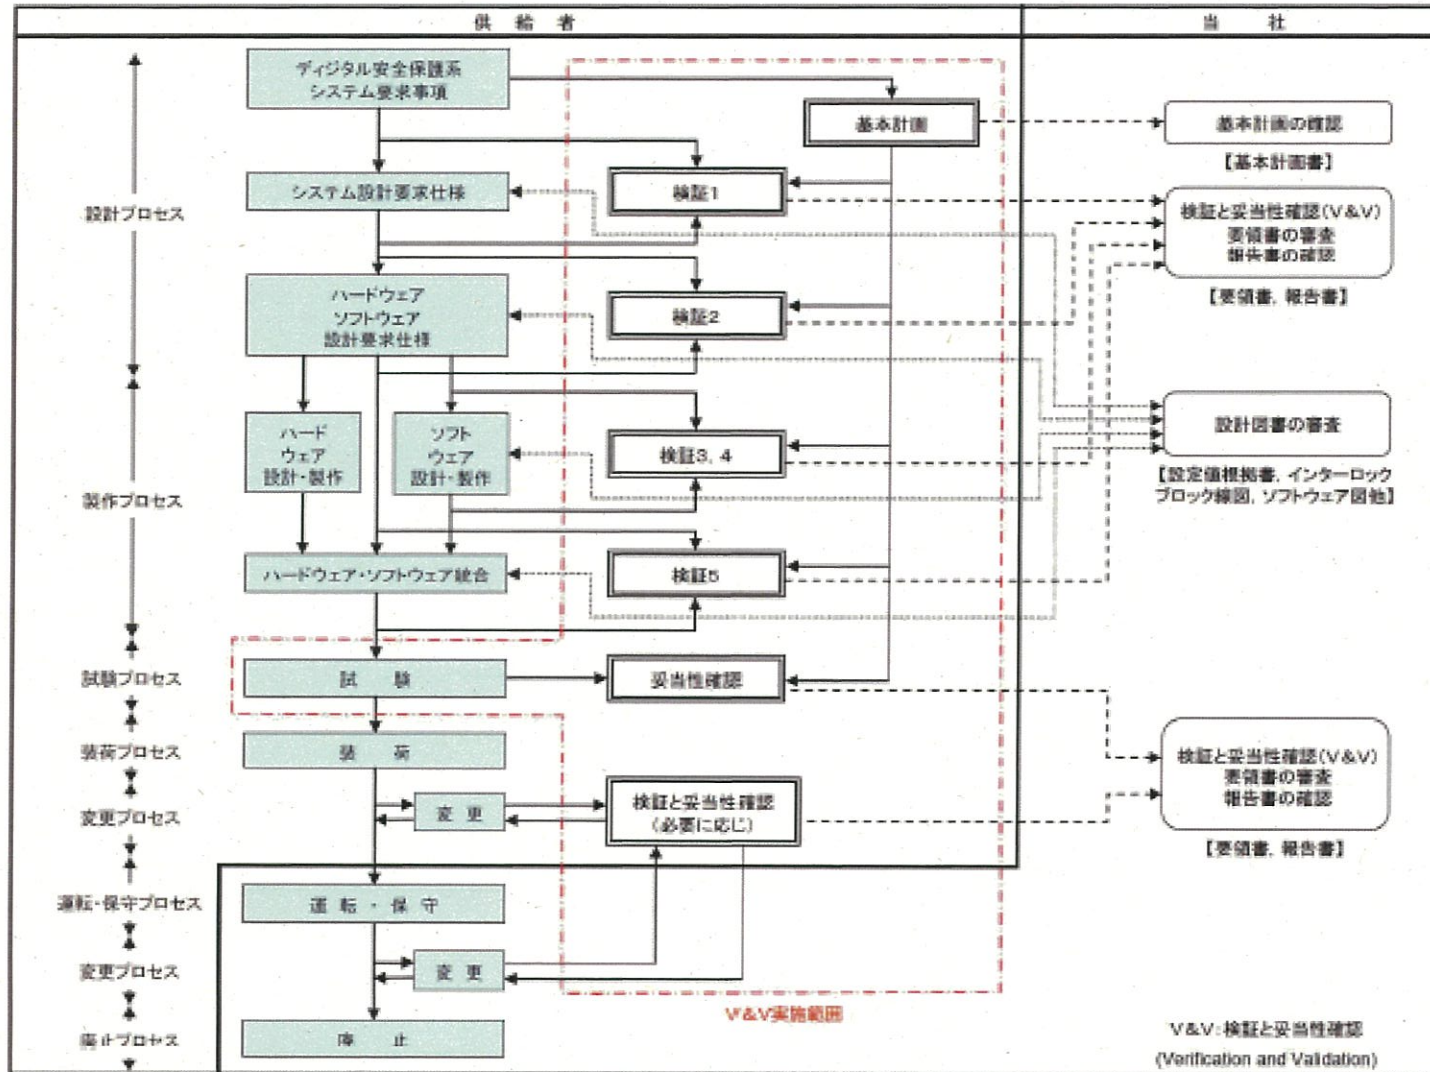 供 給 者
当 社
ディジタル安全保護系
システム要求事項
基本計画
基本計画の確認
【基本計画書】
設計プロセス
システム設計要求仕様
検証1
検証と妥当性確認(V&V)
要領書の審査
報告書の確認
【要領書, 報告書】
ハードウェア
ソフトウェア
設計要求仕様
検証2
製作プロセス
ハード
ウェア
設計・製作
ソフト
ウェア
設計・製作
検証3, 4
設計図書の審査
【設定値根拠書, インターロック
ブロック線図, ソフトウェア図他】
ハードウェア・ソフトウェア統合
検証5
試験プロセス
試 験
妥当性確認
装荷プロセス
装 荷
検証と妥当性確認(V&V)
要領書の審査
報告書の確認
【要領書, 報告書】
変更プロセス
変 更
検証と妥当性確認
(必要に応じ)
運転・保守プロセス
運 転 ・ 保 守
変更プロセス
変 更
V&V実施範囲
廃止プロセス
廃 止
V&V:検証と妥当性確認
(Verification and Validation)